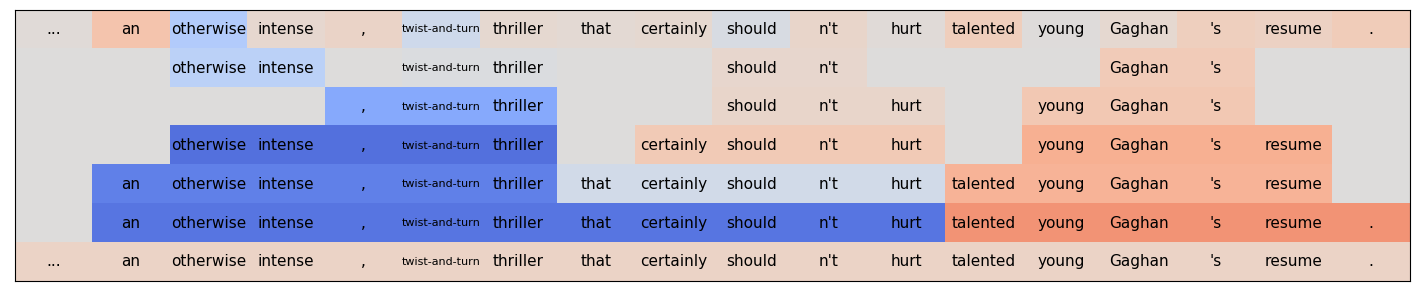 ... an otherwise intense , twist-and-turn thriller that certainly should n't hurt talented young Gaghan 's resume .
otherwise intense twist-and-turn thriller should n't Gaghan 's
, twist-and-turn thriller should n't hurt young Gaghan 's
otherwise intense , twist-and-turn thriller certainly should n't hurt young Gaghan 's resume
an otherwise intense , twist-and-turn thriller that certainly should n't hurt talented young Gaghan 's resume
an otherwise intense , twist-and-turn thriller that certainly should n't hurt talented young Gaghan 's resume .
... an otherwise intense , twist-and-turn thriller that certainly should n't hurt talented young Gaghan 's resume .